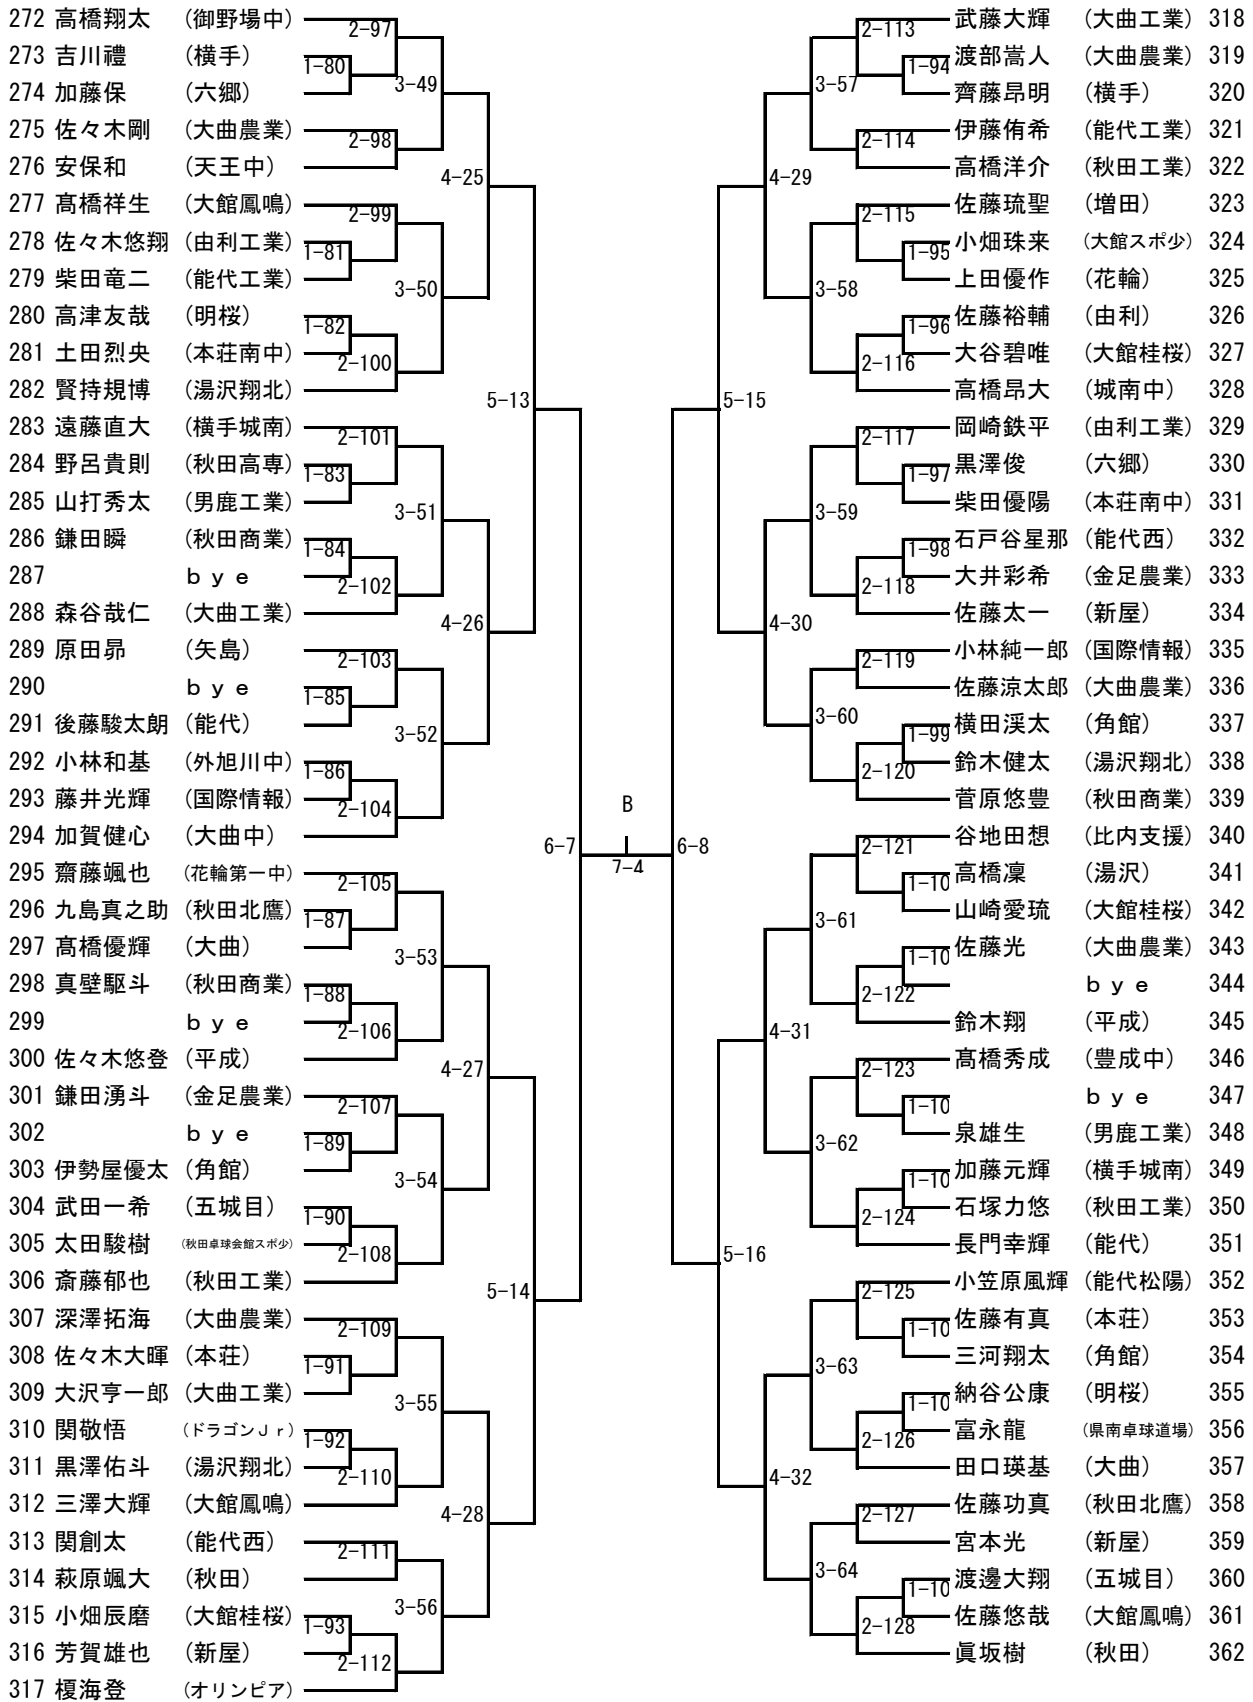 272 高橋翔太 (御野場中)
2-97
273 吉川禮 (横手)
1-80
3-49
274 加藤保 (六郷)
275 佐々木剛 (大曲農業)
2-98
276 安保和 (天王中)
4-25
277 髙橋祥生 (大館鳳鳴)
2-99
278 佐々木悠翔 (由利工業)
1-81
279 柴田竜二 (能代工業)
3-50
280 高津友哉 (明桜)
1-82
281 土田烈央 (本荘南中)
2-100
282 賢持規博 (湯沢翔北)
5-13
283 遠藤直大 (横手城南)
2-101
284 野呂貴則 (秋田高専)
1-83
285 山打秀太 (男鹿工業)
3-51
286 鎌田瞬 (秋田商業)
1-84
287 ｂｙｅ
2-102
288 森谷哉仁 (大曲工業)
4-26
289 原田昴 (矢島)
2-103
290 ｂｙｅ
1-85
291 後藤駿太朗 (能代)
3-52
292 小林和基 (外旭川中)
1-86
293 藤井光輝 (国際情報)
2-104
294 加賀健心 (大曲中)
6-7
295 齋藤颯也 (花輪第一中)
2-105
296 九島真之助 (秋田北鷹)
1-87
297 髙橋優輝 (大曲)
3-53
298 真壁駆斗 (秋田商業)
1-88
299 ｂｙｅ
2-106
300 佐々木悠登 (平成)
4-27
301 鎌田湧斗 (金足農業)
2-107
302 ｂｙｅ
1-89
303 伊勢屋優太 (角館)
3-54
304 武田一希 (五城目)
1-90
305 太田駿樹 (秋田卓球会館スポ少)
2-108
306 斎藤郁也 (秋田工業)
5-14
307 深澤拓海 (大曲農業)
2-109
308 佐々木大暉 (本荘)
1-91
309 大沢亨一郎 (大曲工業)
3-55
310 関敬悟 (ドラゴンＪｒ)
1-92
311 黒澤佑斗 (湯沢翔北)
2-110
312 三澤大輝 (大館鳳鳴)
4-28
313 関創太 (能代西)
2-111
314 萩原颯大 (秋田)
315 小畑辰磨 (大館桂桜)
1-93
3-56
316 芳賀雄也 (新屋)
2-112
317 榎海登 (オリンピア)
B
7-4
武藤大輝 (大曲工業) 318
2-113
渡部嵩人 (大曲農業) 319
1-94
3-57
齊藤昂明 (横手) 320
伊藤侑希 (能代工業) 321
2-114
高橋洋介 (秋田工業) 322
4-29
佐藤琉聖 (増田) 323
2-115
小畑珠来 (大館スポ少) 324
1-95
上田優作 (花輪) 325
3-58
佐藤裕輔 (由利) 326
1-96
大谷碧唯 (大館桂桜) 327
2-116
高橋昂大 (城南中) 328
5-15
岡崎鉄平 (由利工業) 329
2-117
黒澤俊 (六郷) 330
1-97
柴田優陽 (本荘南中) 331
3-59
石戸谷星那 (能代西) 332
1-98
大井彩希 (金足農業) 333
2-118
佐藤太一 (新屋) 334
4-30
小林純一郎 (国際情報) 335
2-119
佐藤涼太郎 (大曲農業) 336
3-60
横田渓太 (角館) 337
1-99
鈴木健太 (湯沢翔北) 338
2-120
菅原悠豊 (秋田商業) 339
谷地田想 (比内支援) 340
6-8
2-121
高橋凜 (湯沢) 341
1-10
山崎愛琉 (大館桂桜) 342
3-61
佐藤光 (大曲農業) 343
1-10
ｂｙｅ 344
2-122
鈴木翔 (平成) 345
4-31
髙橋秀成 (豊成中) 346
2-123
ｂｙｅ 347
1-10
泉雄生 (男鹿工業) 348
3-62
加藤元輝 (横手城南) 349
1-10
石塚力悠 (秋田工業) 350
2-124
長門幸輝 (能代) 351
5-16
小笠原風輝 (能代松陽) 352
2-125
佐藤有真 (本荘) 353
1-10
三河翔太 (角館) 354
3-63
納谷公康 (明桜) 355
1-10
富永龍 (県南卓球道場) 356
2-126
田口瑛基 (大曲) 357
4-32
佐藤功真 (秋田北鷹) 358
2-127
宮本光 (新屋) 359
3-64
渡邊大翔 (五城目) 360
1-10
佐藤悠哉 (大館鳳鳴) 361
2-128
眞坂樹 (秋田) 362